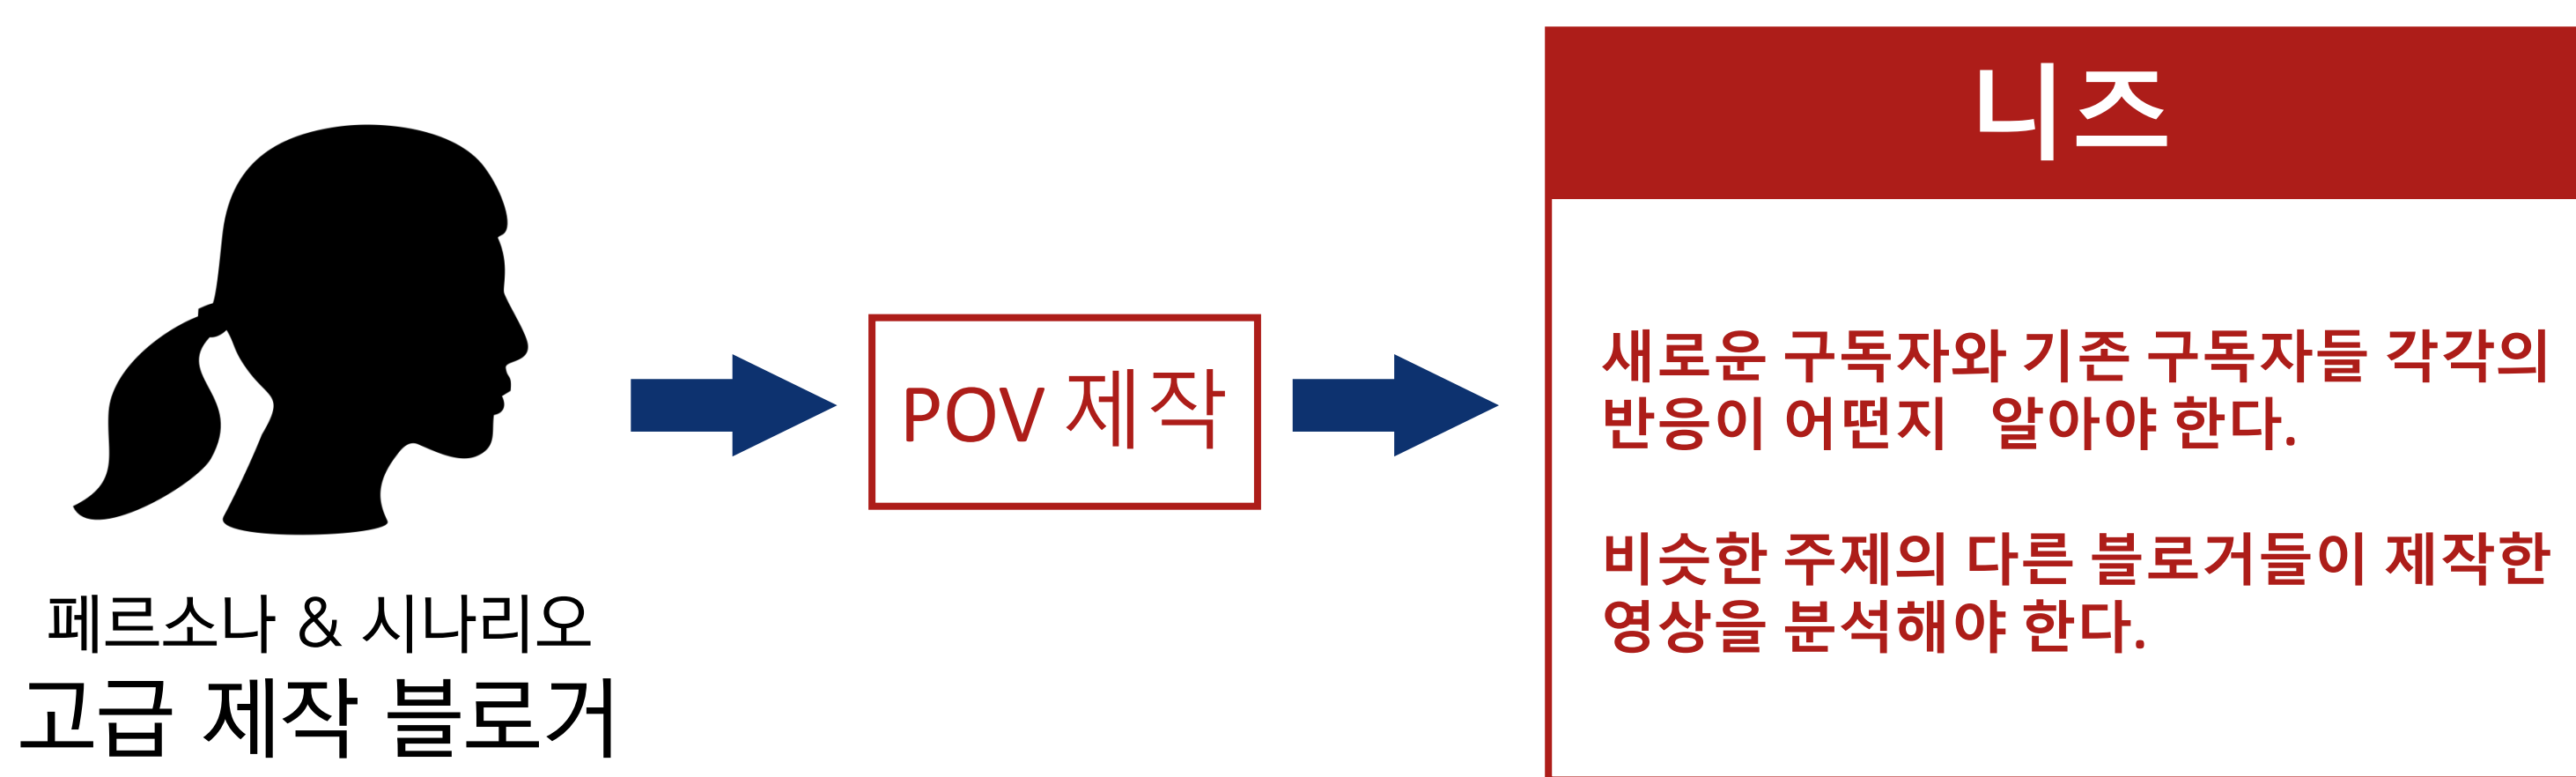 페르소나 & 시나리오
고급 제작 블로거
POV 제작
니즈
새로운 구독자와 기존 구독자들 각각의
반응이 어떤지 알아야 한다.
비슷한 주제의 다른 블로거들이 제작한
영상을 분석해야 한다.